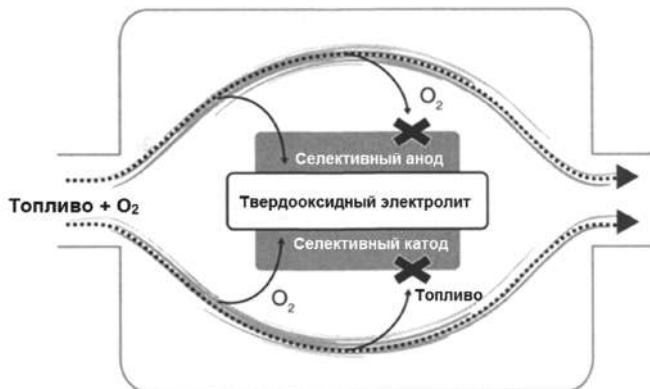 O₂
Селективный анод
Топливо + O₂
Твердооксидный электролит
Селективный катод
O₂
Топливо